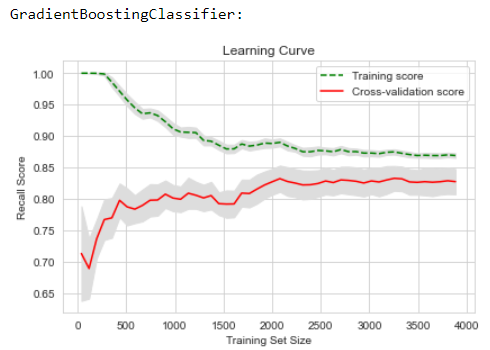 GradientBoostingClassifier:
Learning Curve
Training score
Cross-validation score
1.00
0.95
0.90
0.85
0.80
0.75
0.70
0.65
Recall Score
0
500
1000
1500
2000
2500
3000
3500
4000
Training Set Size